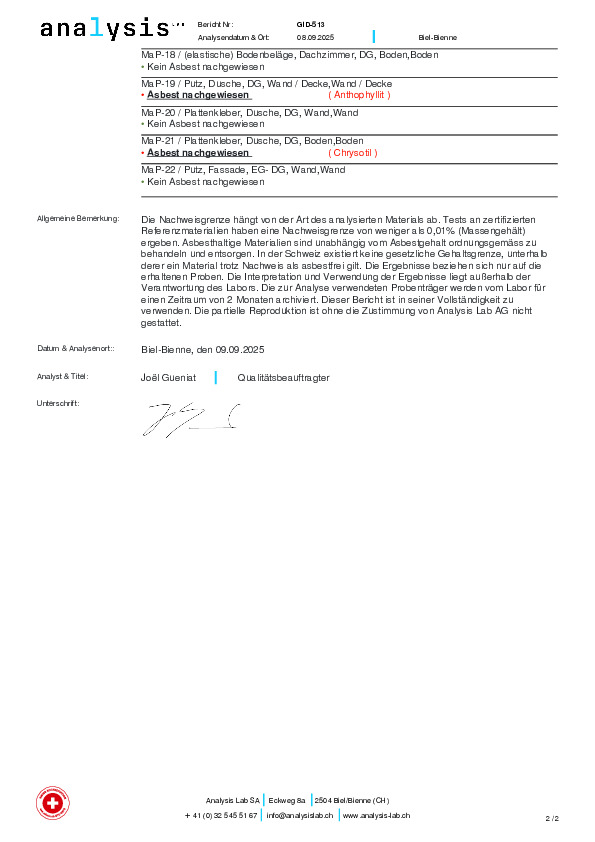 analysis
Bericht Nr: GID-513
Analysendatum & Ort: 08.09.2025 Biel-Bienne
MaP-18 / (elastische) Bodenbeläge, Dachzimmer, DG, Boden,Boden
• Kein Asbest nachgewiesen
MaP-19 / Putz, Dusche, DG, Wand / Decke,Wand / Decke
• Asbest nachgewiesen ( Anthophyllit )
MaP-20 / Plattenkleber, Dusche, DG, Wand,Wand
• Kein Asbest nachgewiesen
MaP-21 / Plattenkleber, Dusche, DG, Boden,Boden
• Asbest nachgewiesen ( Chrysotil )
MaP-22 / Putz, Fassade, EG- DG, Wand,Wand
• Kein Asbest nachgewiesen
Allgemeine Bemerkung: Die Nachweisgrenze hängt von der Art des analysierten Materials ab. Tests an zertifizierten
Referenzmaterialien haben eine Nachweisgrenze von weniger als 0,01% (Massengehält)
ergeben. Asbesthaltige Materialien sind unabhängig vom Asbestgehalt ordnungsgemäss zu
behandeln und entsorgen. In der Schweiz existiert keine gesetzliche Gehaltsgrenze, unterhalb
derer ein Material trotz Nachweis als asbestfrei gilt. Die Ergebnisse beziehen sich nur auf die
erhaltenen Proben. Die Interpretation und Verwendung der Ergebnisse liegt außerhalb der
Verantwortung des Labors. Die zur Analyse verwendeten Probenträger werden vom Labor für
einen Zeitraum von 2 Monaten archiviert. Dieser Bericht ist in seiner Vollständigkeit zu
verwenden. Die partielle Reproduktion ist ohne die Zustimmung von Analysis Lab AG nicht
gestattet.
Datum & Analysenort:: Biel-Bienne, den 09.09.2025
Analyst & Titel: Joël Gueniat Qualitätsbeauftragter
Unterschrift:
Analysis Lab SA Eckweg 8a 2504 Biel/Bienne (CH)
+ 41 (0) 32 545 51 67 info@analysislab.ch www.analysis-lab.ch
2 / 2